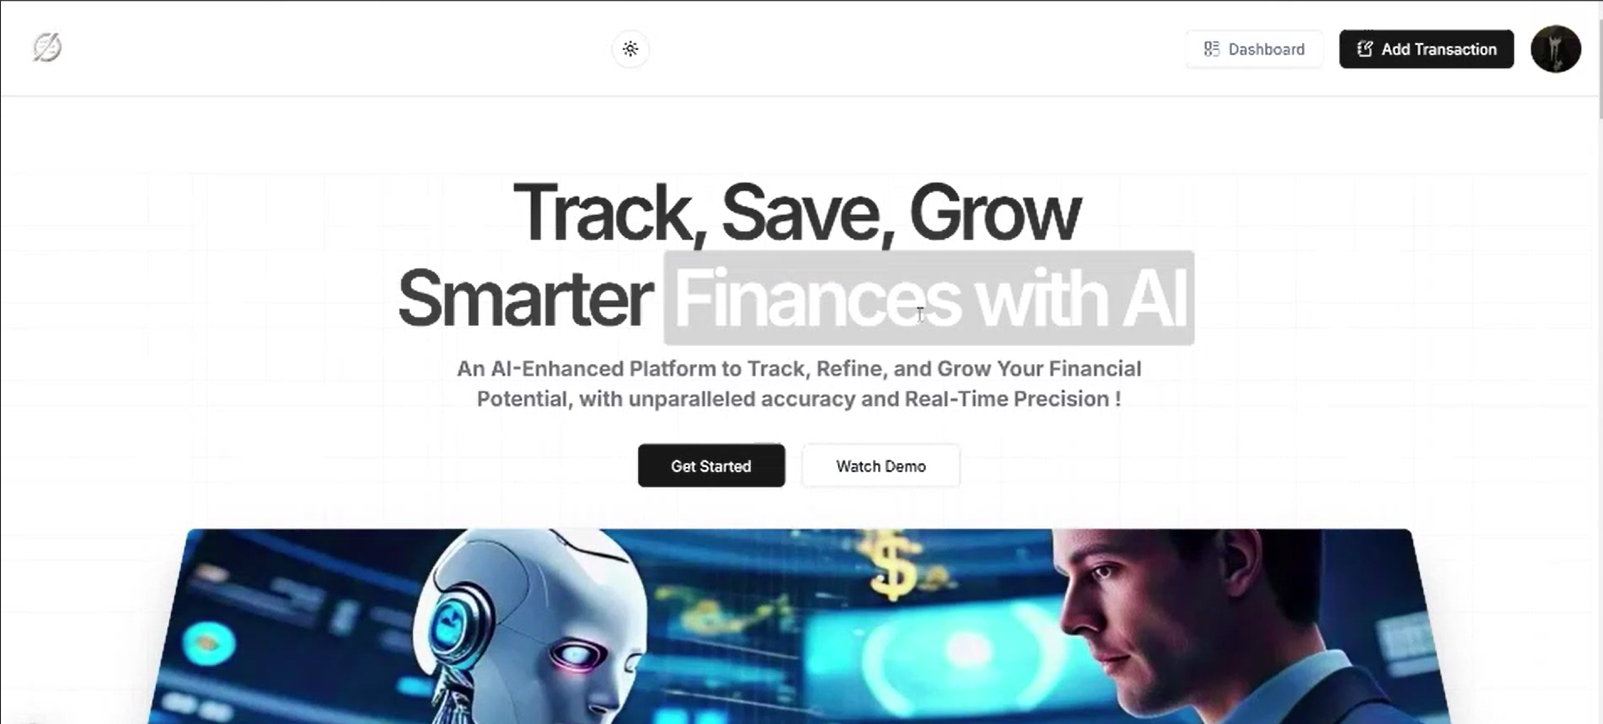 Dashboard
Add Transaction
Track, Save, Grow
Smarter Finances with AI
An AI-Enhanced Platform to Track, Refine, and Grow Your Financial
Potential, with unparalleled accuracy and Real-Time Precision !
Get Started
Watch Demo
$